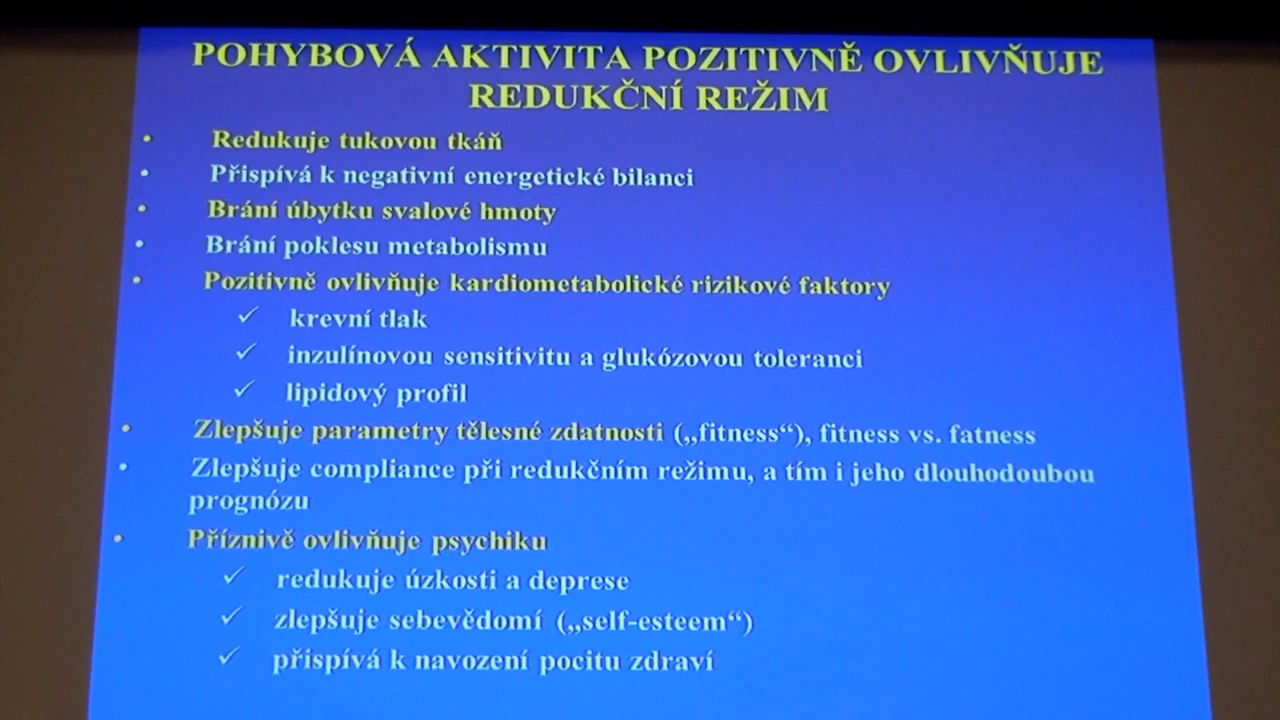 POHYBOVÁ AKTIVITA POZITIVNĚ OVLIVŇUJE
REDUKČNÍ REŽIM
• Redukuje tukovou tkáň
• Přispívá k negativní energetické bilanci
• Brání úbytku svalové hmoty
• Brání poklesu metabolismu
• Pozitivně ovlivňuje kardiometabolické rizikové faktory
✓ krevní tlak
✓ inzulínovou sensitivitu a glukózovou toleranci
✓ lipidový profil
• Zlepšuje parametry tělesné zdatnosti („fitness“), fitness vs. fatness
• Zlepšuje compliance při redukčním režimu, a tím i jeho dlouhodoubou
prognózu
• Příznivě ovlivňuje psychiku
✓ redukuje úzkosti a deprese
✓ zlepšuje sebevědomí („self-esteem“)
✓ přispívá k navození pocitu zdraví